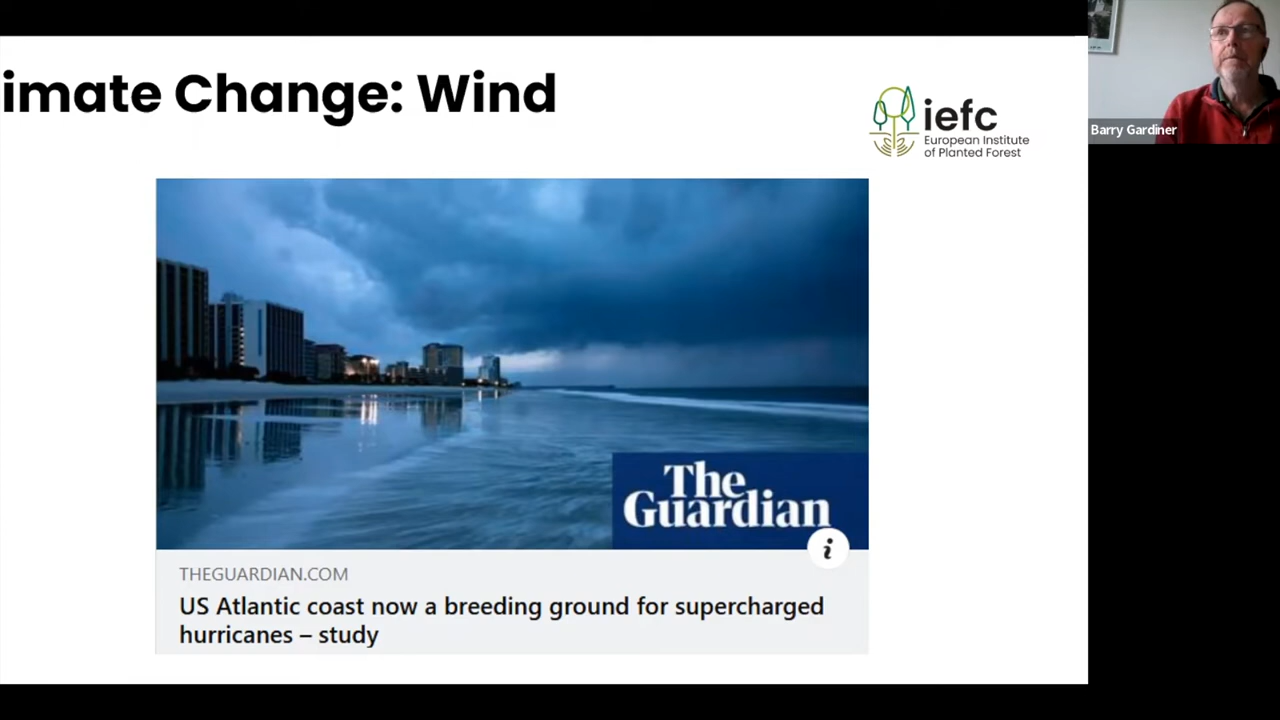 imate Change: Wind
iefc
European Institute
of Planted Forest
Barry Gardiner
The
Guardian
i
THEGUARDIAN.COM
US Atlantic coast now a breeding ground for supercharged
hurricanes – study